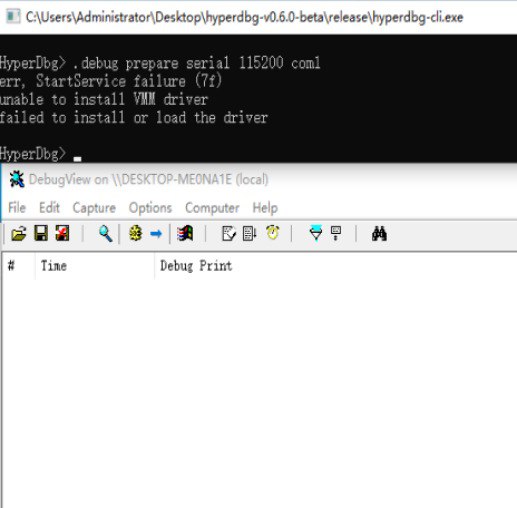 C:\Users\Administrator\Desktop\hyperdbg-v0.6.0-beta\release\hyperdbg-cli.exe
HyperDbg> .debug prepare serial 115200 com1
err, StartService failure (7f)
unable to install VMM driver
failed to install or load the driver
HyperDbg>
DebugView on \\DESKTOP-ME0NA1E (local)
File Edit Capture Options Computer Help
# Time Debug Print